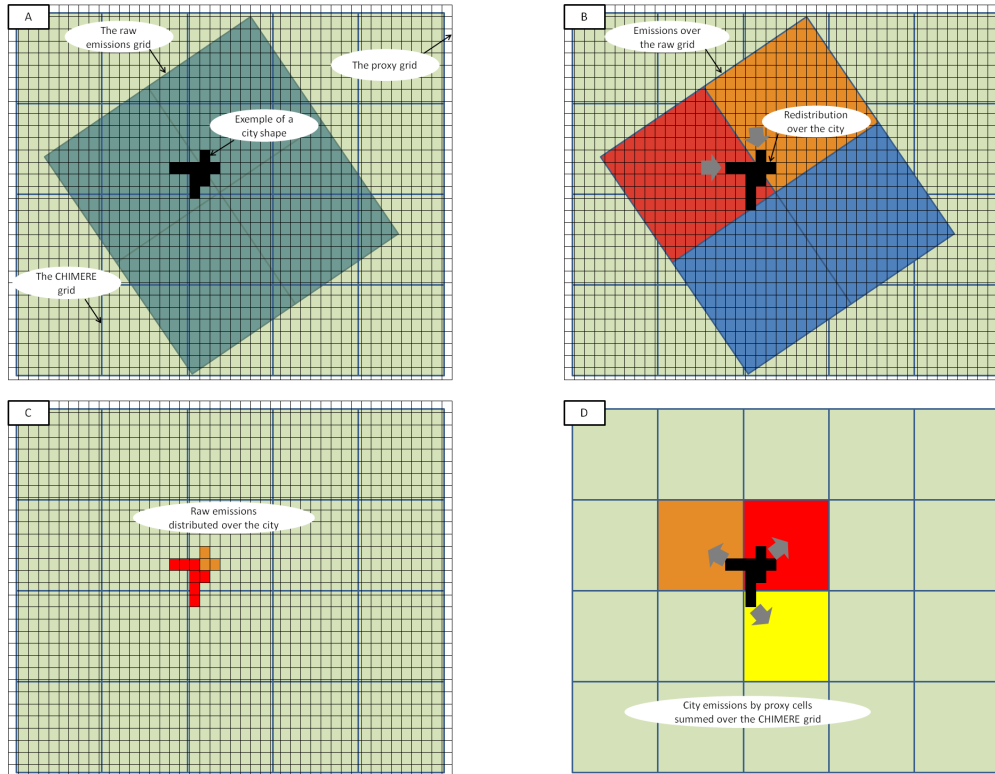 A
The raw
emissions grid
The proxy grid
Exemple of a
city shape
The CHIMERE
grid
B
Emissions over
the raw grid
Redistribution
over the city
C
Raw emissions
distributed over the city
D
City emissions by proxy cells
summed over the CHIMERE grid